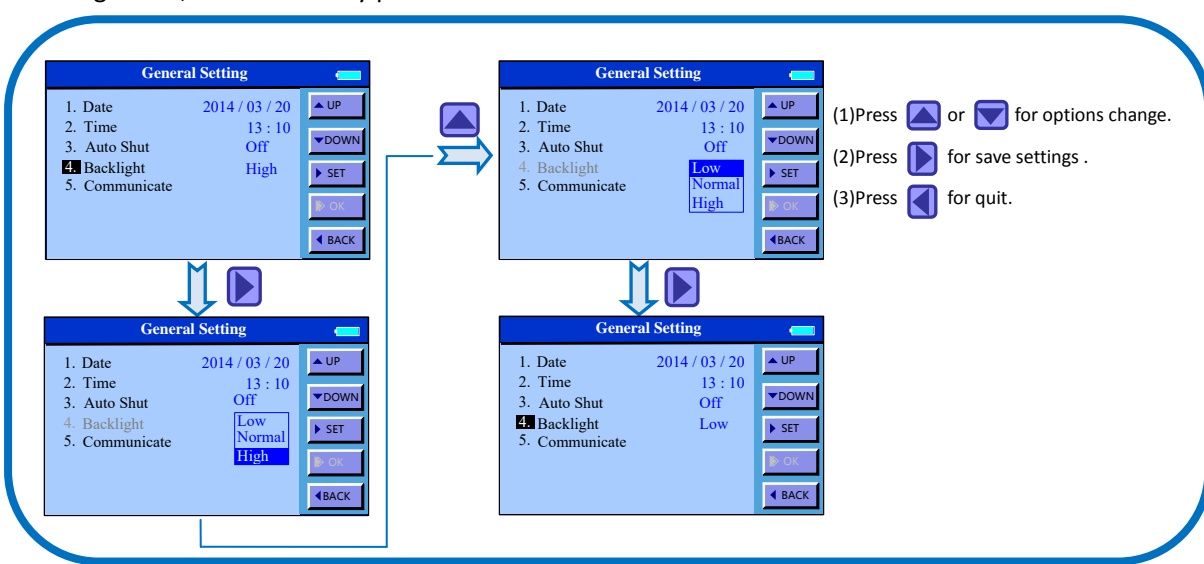 General Setting
1. Date 2014 / 03 / 20
2. Time 13 : 10
3. Auto Shut Off
4. Backlight High
5. Communicate
UP
DOWN
SET
OK
BACK
General Setting
1. Date 2014 / 03 / 20
2. Time 13 : 10
3. Auto Shut Off
4. Backlight
5. Communicate
Low
Normal
High
UP
DOWN
SET
OK
BACK
General Setting
1. Date 2014 / 03 / 20
2. Time 13 : 10
3. Auto Shut Off
4. Backlight
5. Communicate
Low
Normal
High
UP
DOWN
SET
OK
BACK
General Setting
1. Date 2014 / 03 / 20
2. Time 13 : 10
3. Auto Shut Off
4. Backlight Low
5. Communicate
UP
DOWN
SET
OK
BACK
(1)Press or for options change.
(2)Press for save settings .
(3)Press for quit.